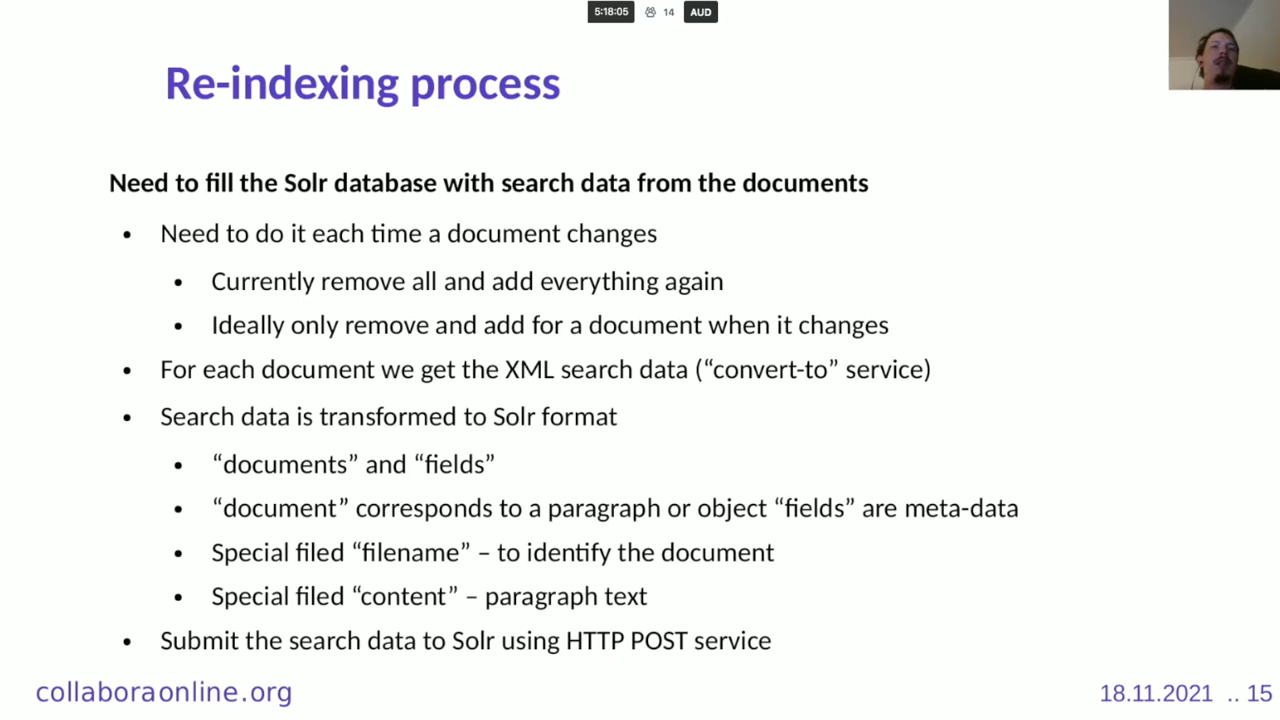 5:18:05 14 AUD
Re-indexing process
Need to fill the Solr database with search data from the documents
• Need to do it each time a document changes
• Currently remove all and add everything again
• Ideally only remove and add for a document when it changes
• For each document we get the XML search data (“convert-to” service)
• Search data is transformed to Solr format
• “documents” and “fields”
• “document” corresponds to a paragraph or object “fields” are meta-data
• Special filed “filename” – to identify the document
• Special filed “content” – paragraph text
• Submit the search data to Solr using HTTP POST service
collaboraonline.org
18.11.2021 .. 15